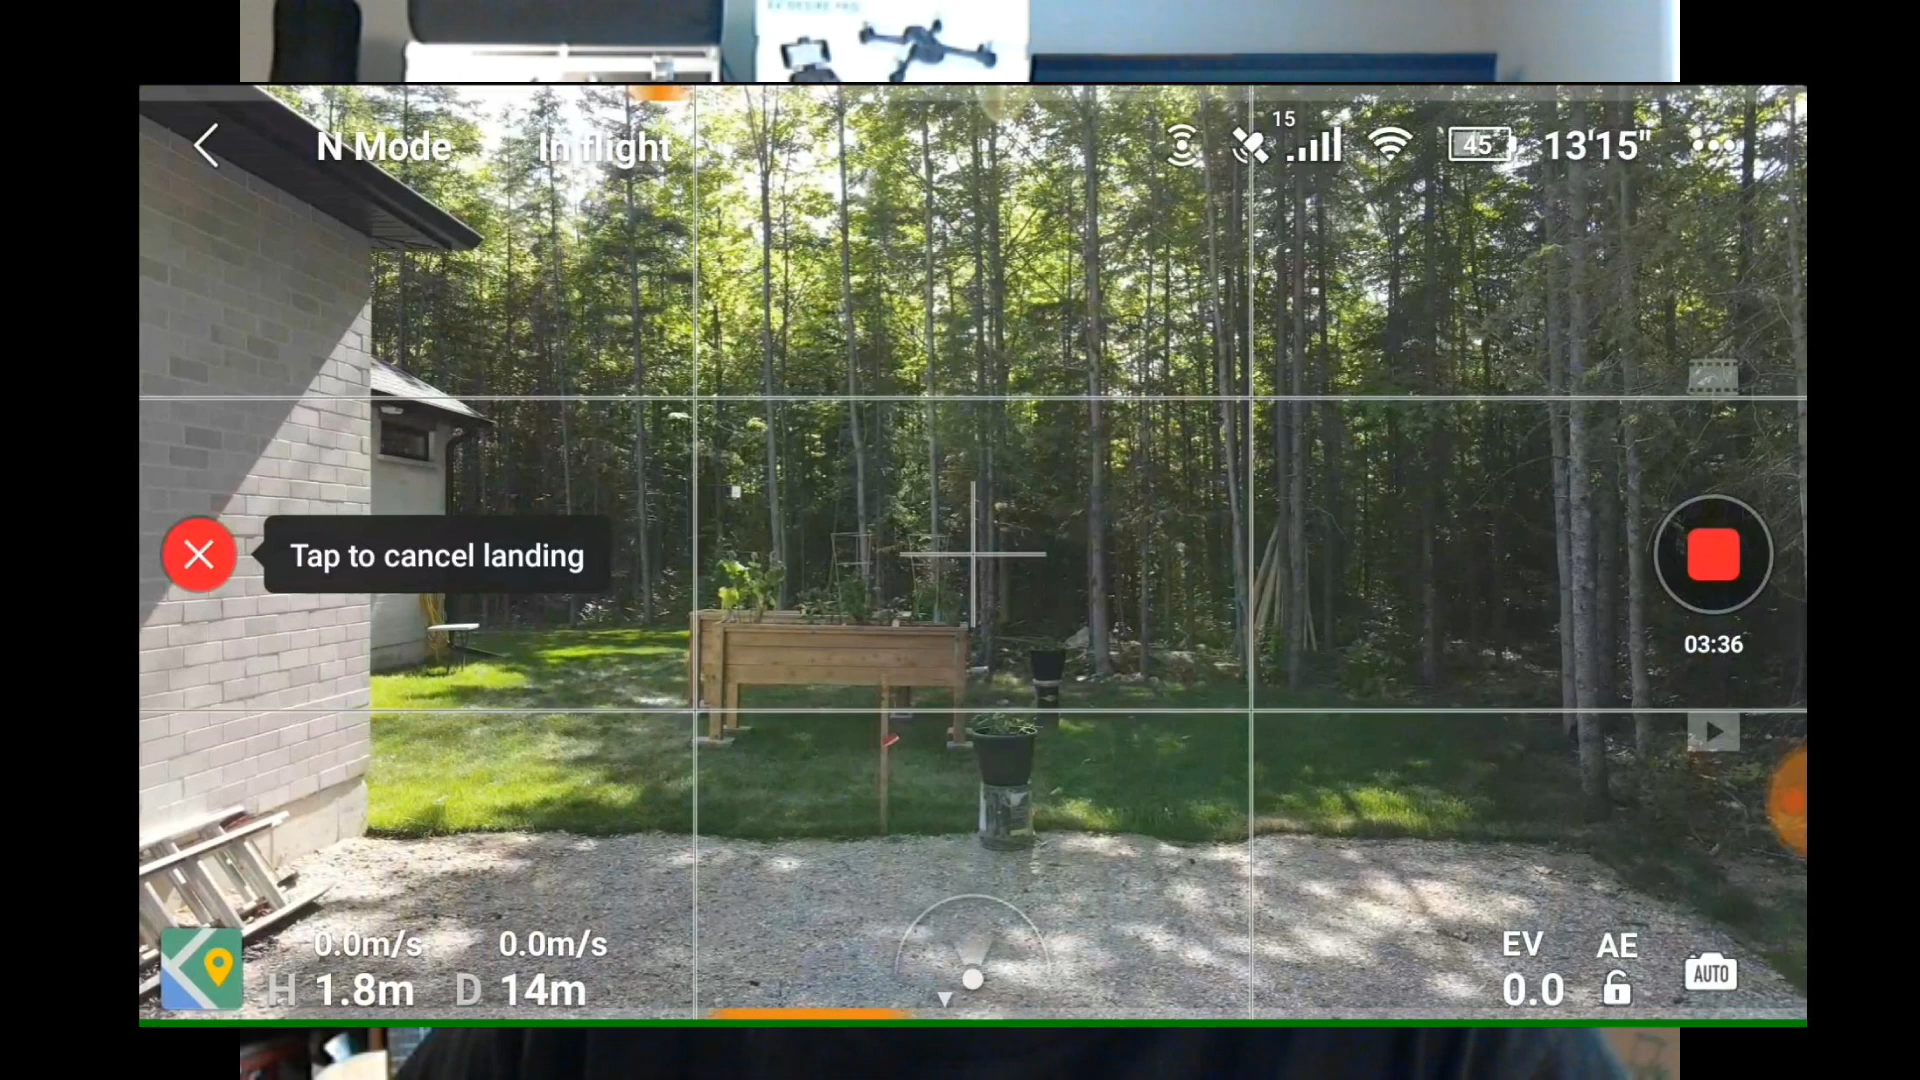 N Mode
In flight
15
45
13'15"
Tap to cancel landing
03:36
0.0m/s
0.0m/s
H 1.8m
D 14m
EV
0.0
AE
AUTO